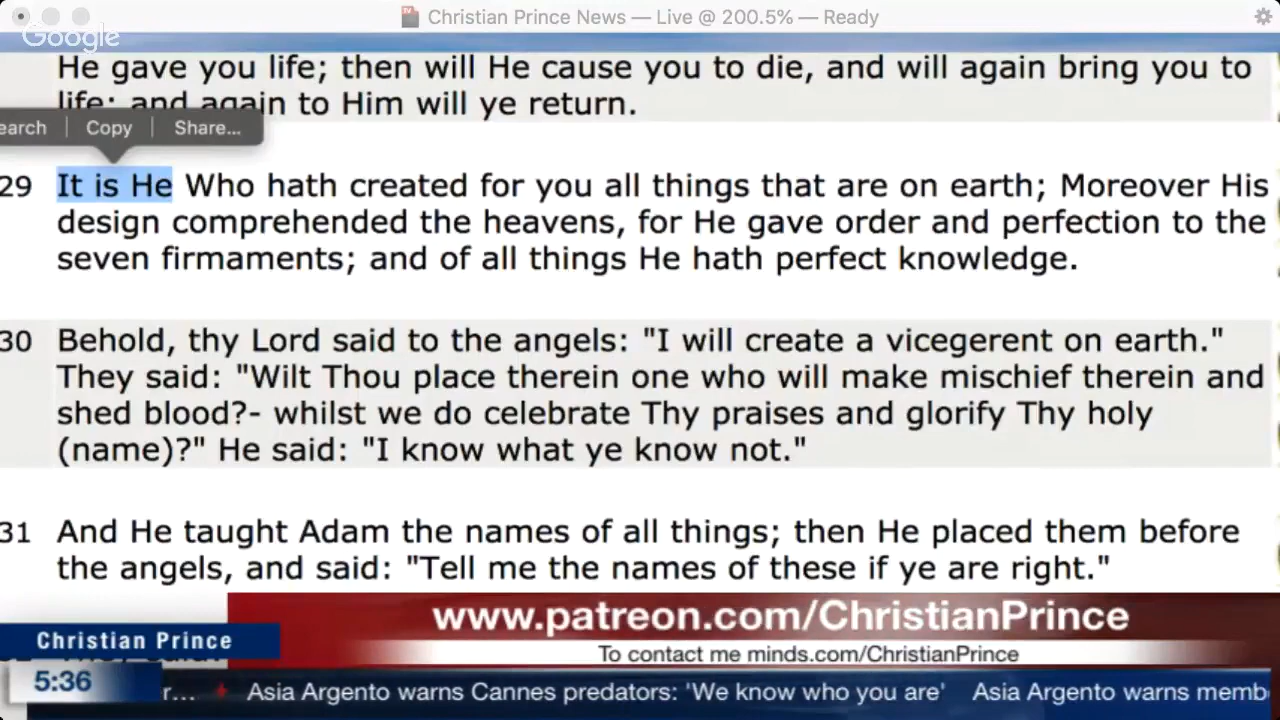 Christian Prince News — Live @ 200.5% — Ready
Google
He gave you life; then will He cause you to die, and will again bring you to
life; and again to Him will ye return.
earch | Copy | Share...
29 It is He Who hath created for you all things that are on earth; Moreover His
design comprehended the heavens, for He gave order and perfection to the
seven firmaments; and of all things He hath perfect knowledge.
30 Behold, thy Lord said to the angels: "I will create a vicegerent on earth."
They said: "Wilt Thou place therein one who will make mischief therein and
shed blood?- whilst we do celebrate Thy praises and glorify Thy holy
(name)?" He said: "I know what ye know not."
31 And He taught Adam the names of all things; then He placed them before
the angels, and said: "Tell me the names of these if ye are right."
www.patreon.com/ChristianPrince
Christian Prince
To contact me minds.com/ChristianPrince
5:36
r... Asia Argento warns Cannes predators: 'We know who you are' Asia Argento warns memb